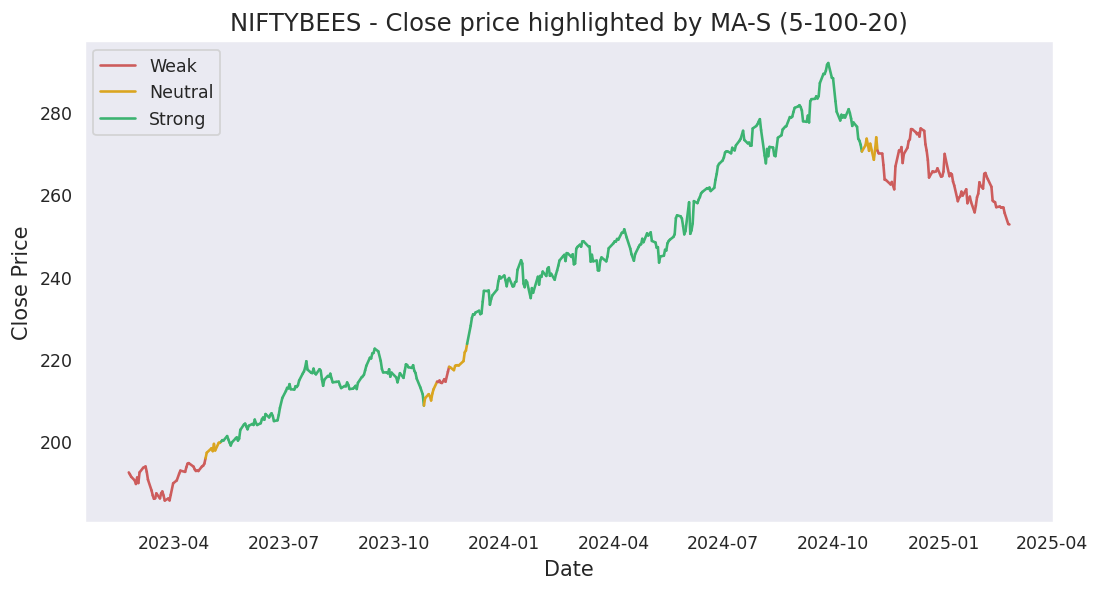 NIFTYBEES - Close price highlighted by MA-S (5-100-20)
Weak
Neutral
Strong
280
260
240
220
200
Close Price
2023-04 2023-07 2023-10 2024-01 2024-04 2024-07 2024-10 2025-01 2025-04
Date